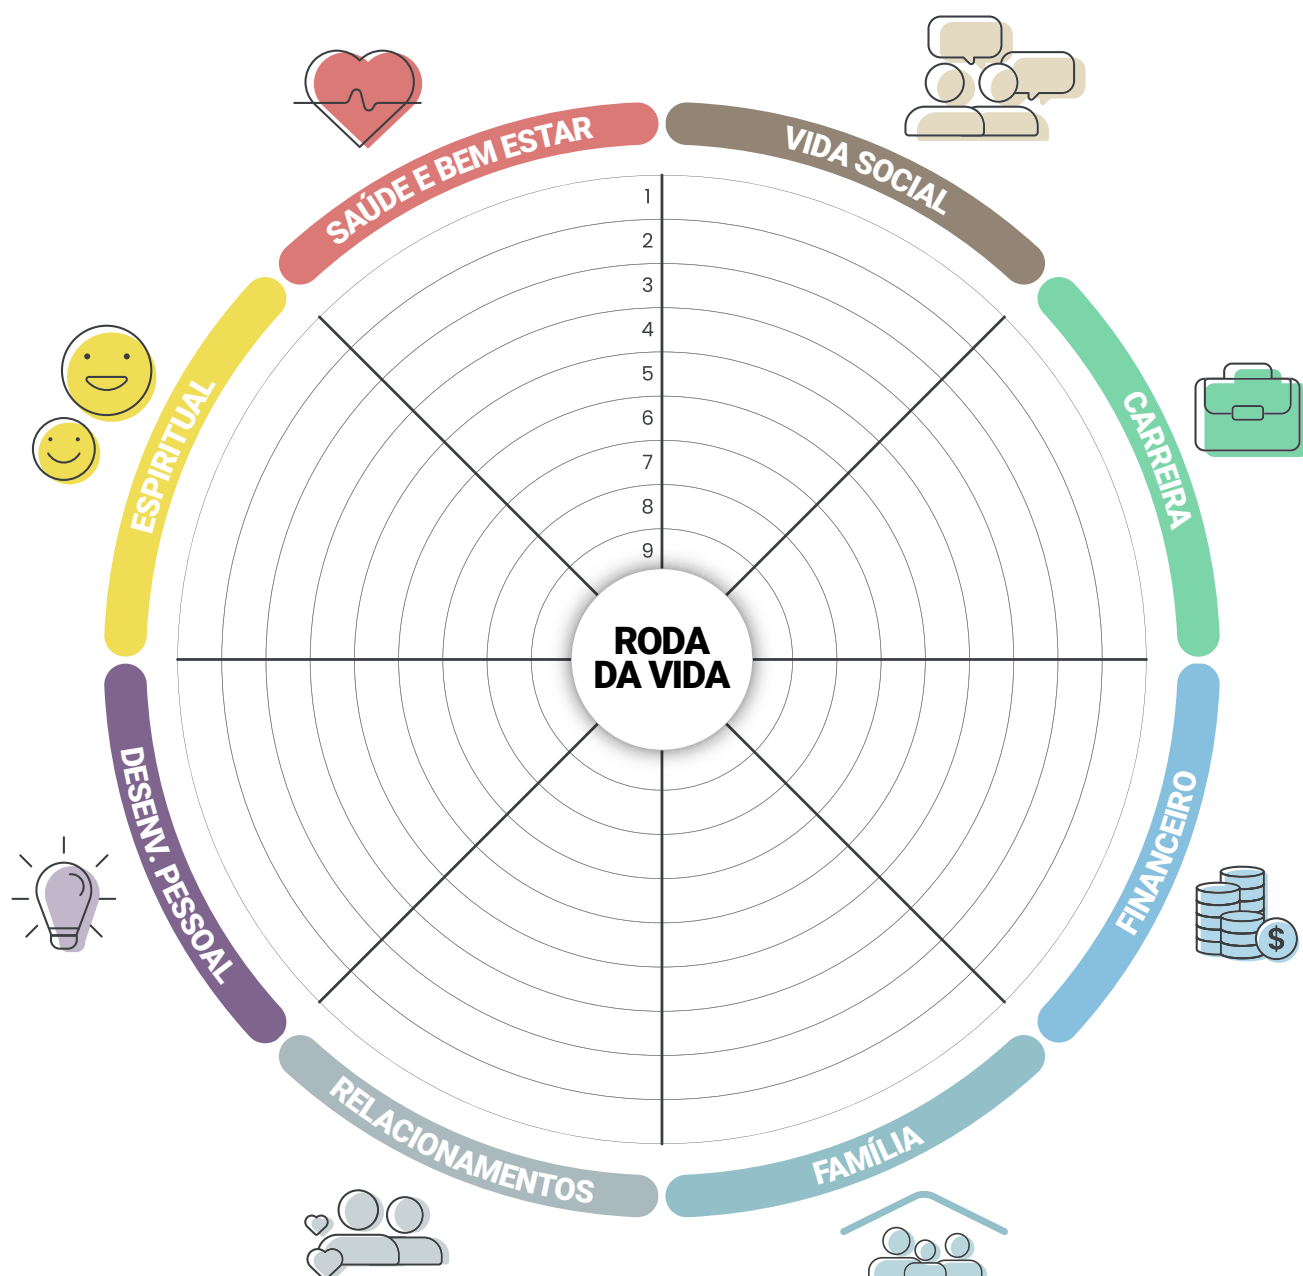 SAÚDE E BEM ESTAR
VIDA SOCIAL
CARREIRA
FINANCEIRO
FAMÍLIA
RELACIONAMENTOS
DESENV. PESSOAL
ESPIRITUAL
1
2
3
4
5
6
7
8
9
RODA
DA VIDA
$